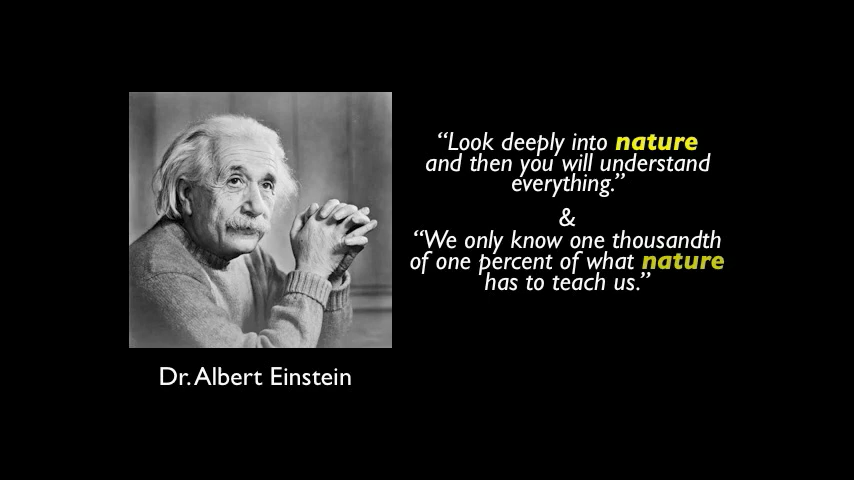 “Look deeply into nature
and then you will understand
everything.”
&
“We only know one thousandth
of one percent of what nature
has to teach us.”
Dr. Albert Einstein